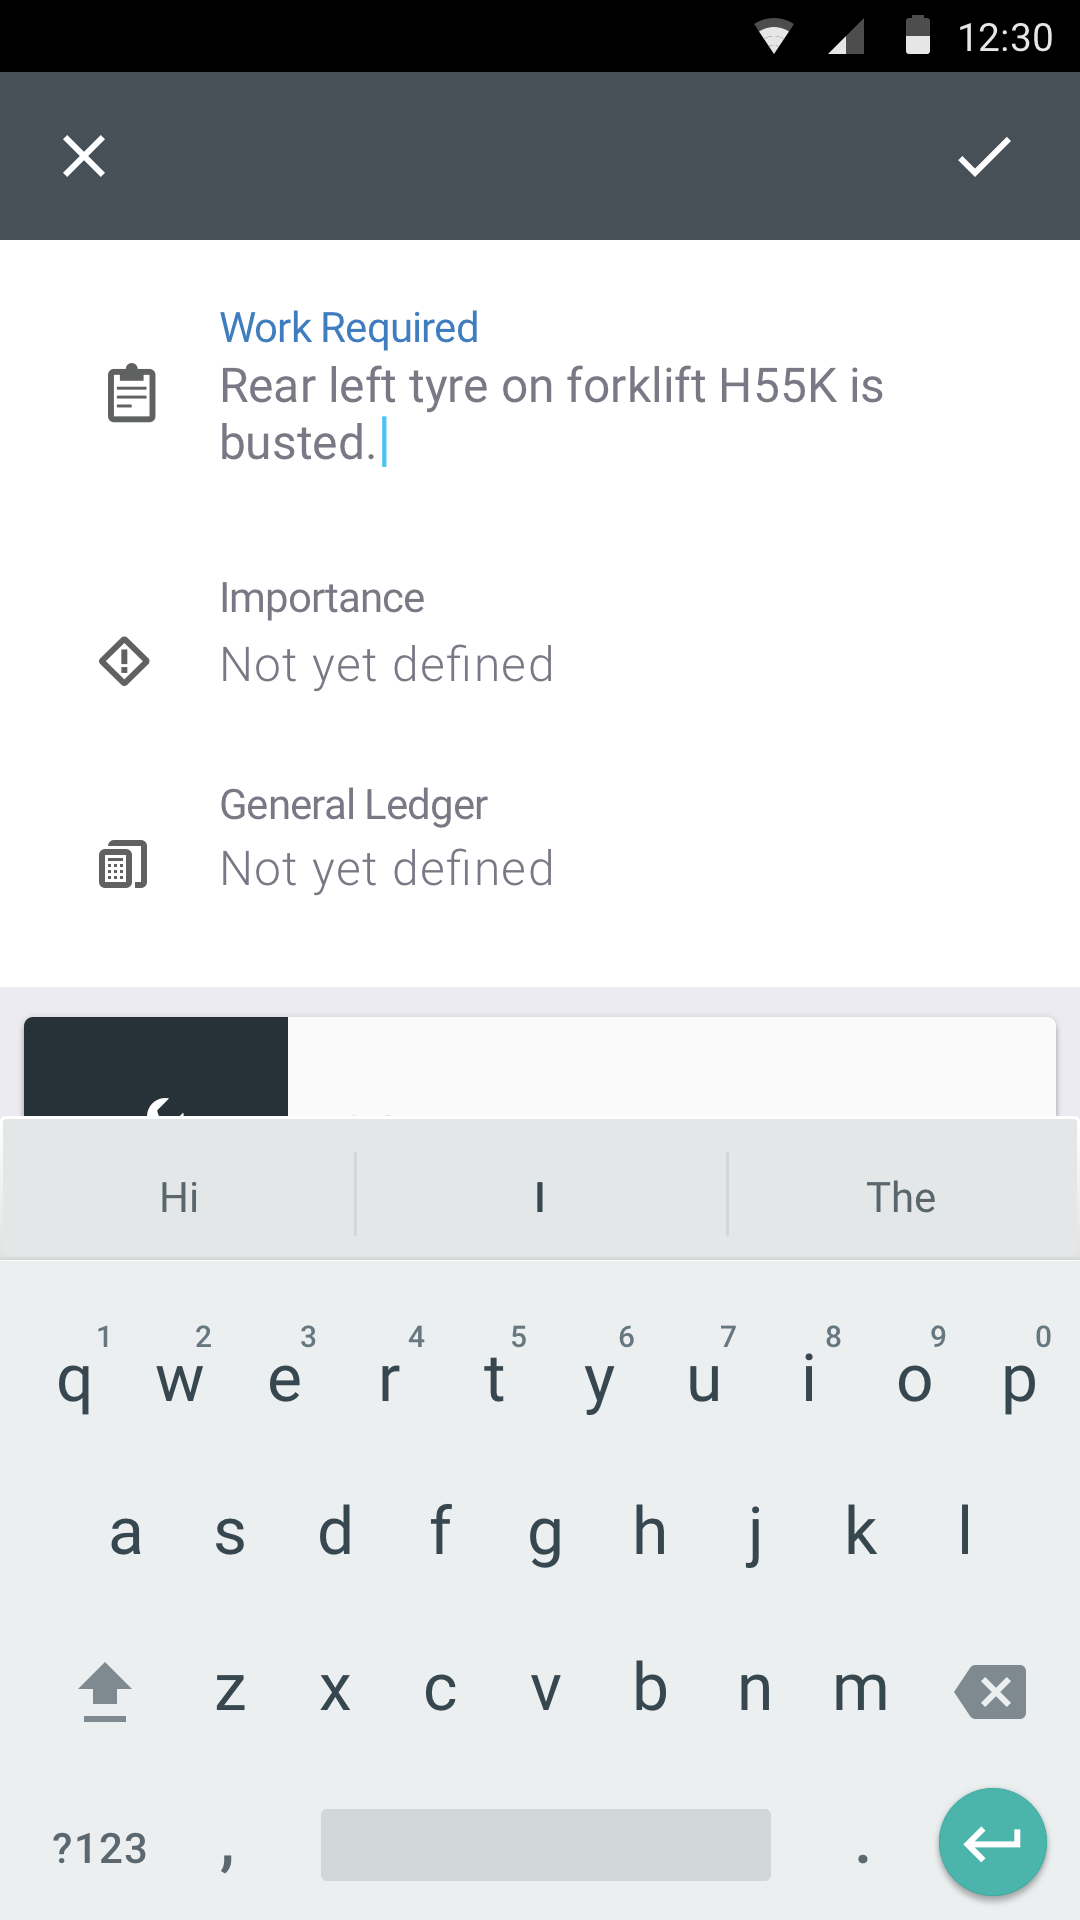 12:30
Work Required
Rear left tyre on forklift H55K is
busted.
Importance
Not yet defined
General Ledger
Not yet defined
Hi I The
1 2 3 4 5 6 7 8 9 0
q w e r t y u i o p
a s d f g h j k l
z x c v b n m
?123 , .